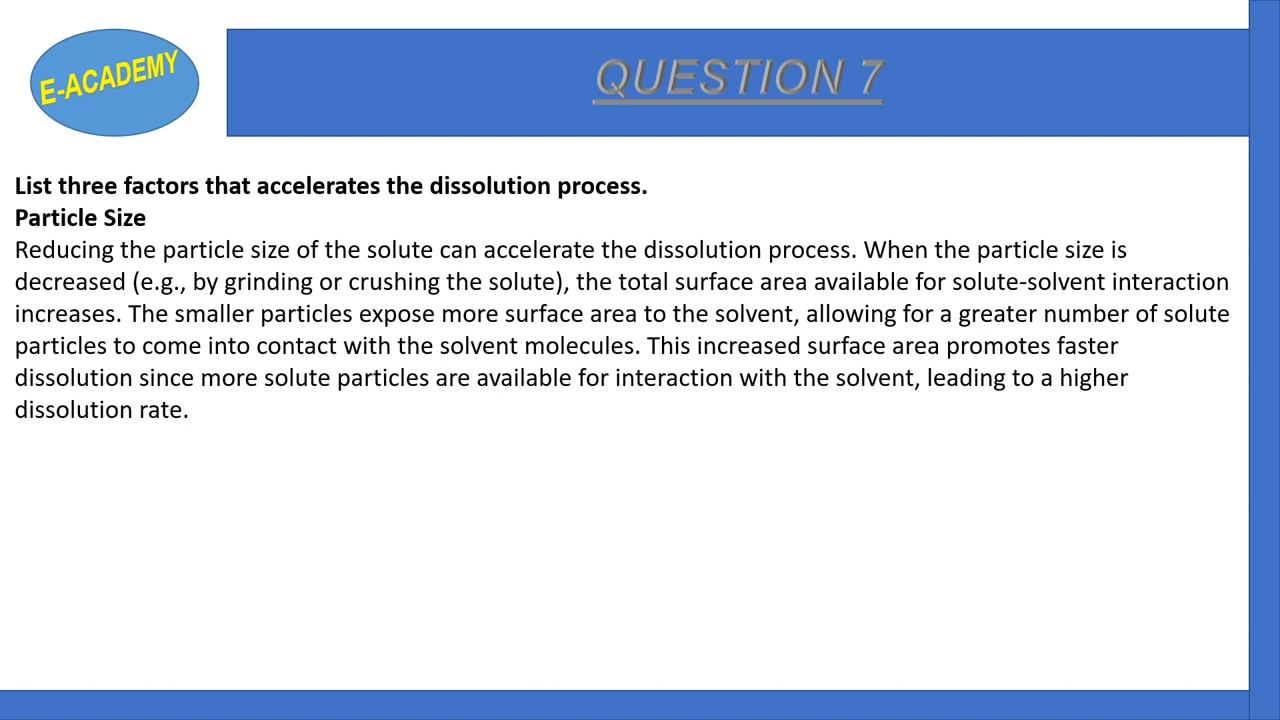 E-ACADEMY
QUESTION 7
List three factors that accelerates the dissolution process.
Particle Size
Reducing the particle size of the solute can accelerate the dissolution process. When the particle size is
decreased (e.g., by grinding or crushing the solute), the total surface area available for solute-solvent interaction
increases. The smaller particles expose more surface area to the solvent, allowing for a greater number of solute
particles to come into contact with the solvent molecules. This increased surface area promotes faster
dissolution since more solute particles are available for interaction with the solvent, leading to a higher
dissolution rate.